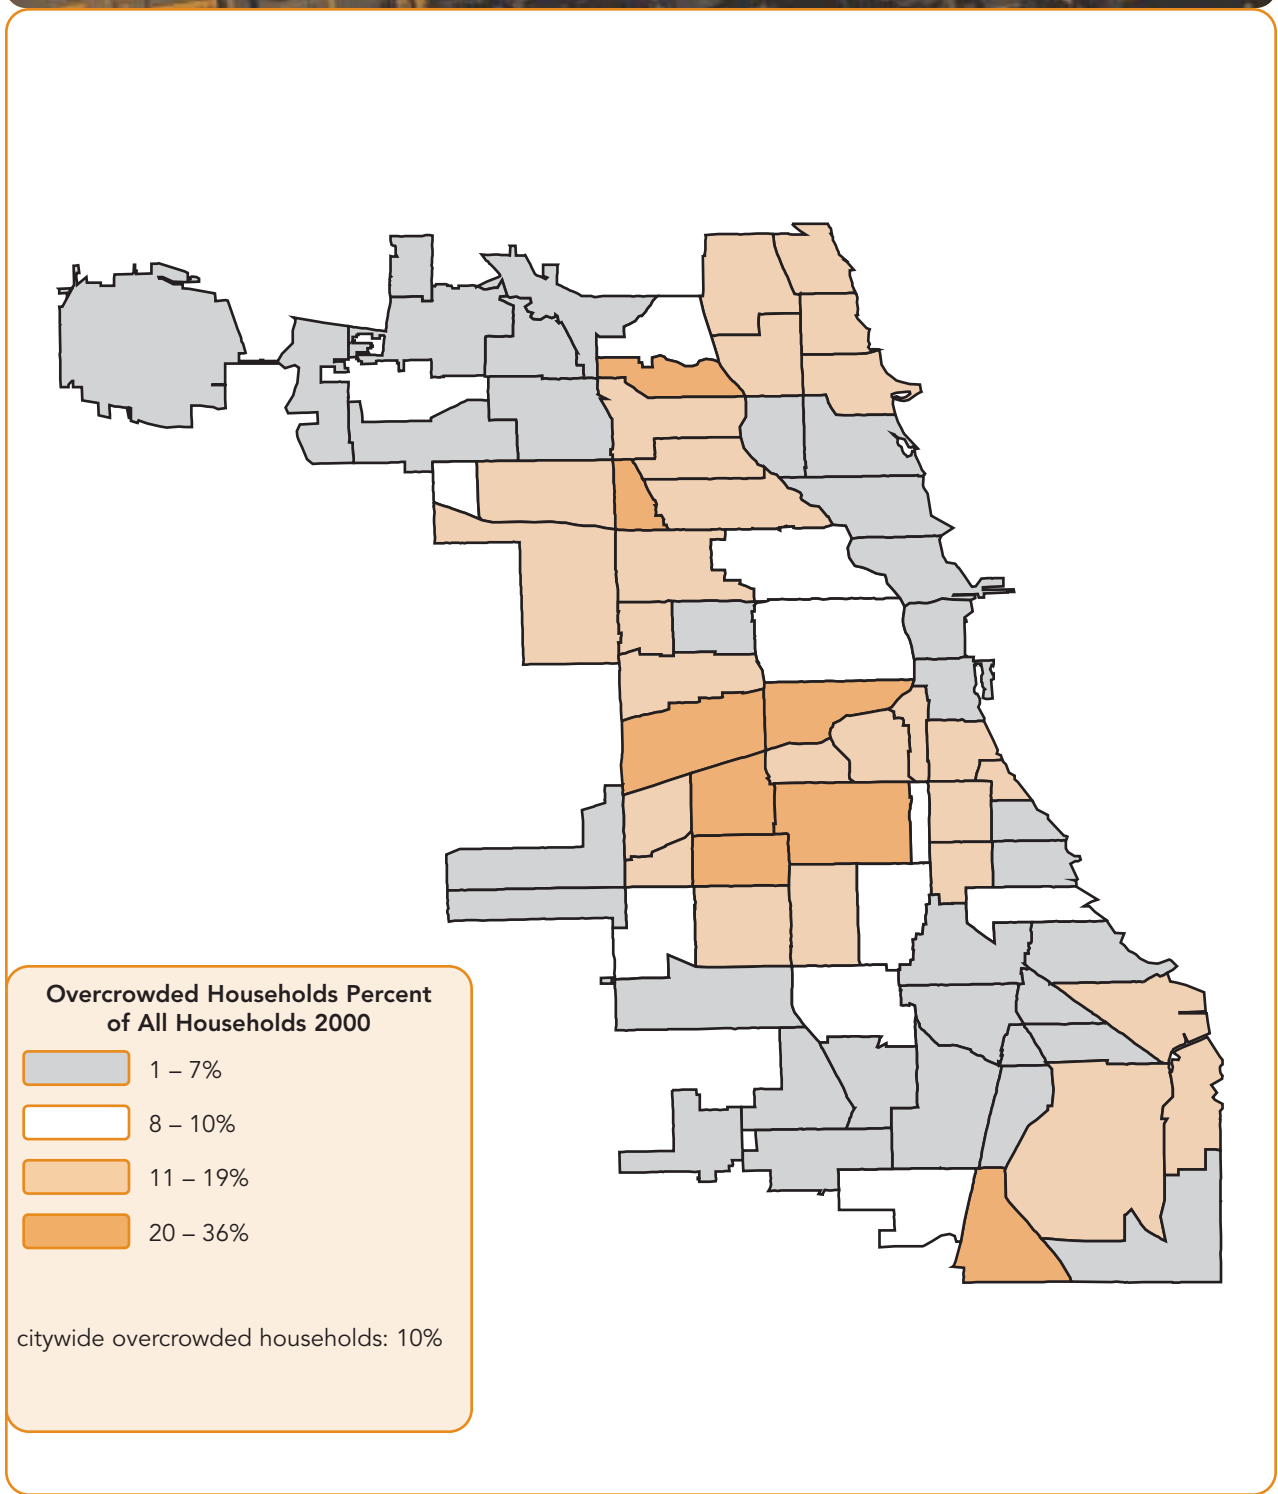 Overcrowded Households Percent
of All Households 2000
1 – 7%
8 – 10%
11 – 19%
20 – 36%
citywide overcrowded households: 10%